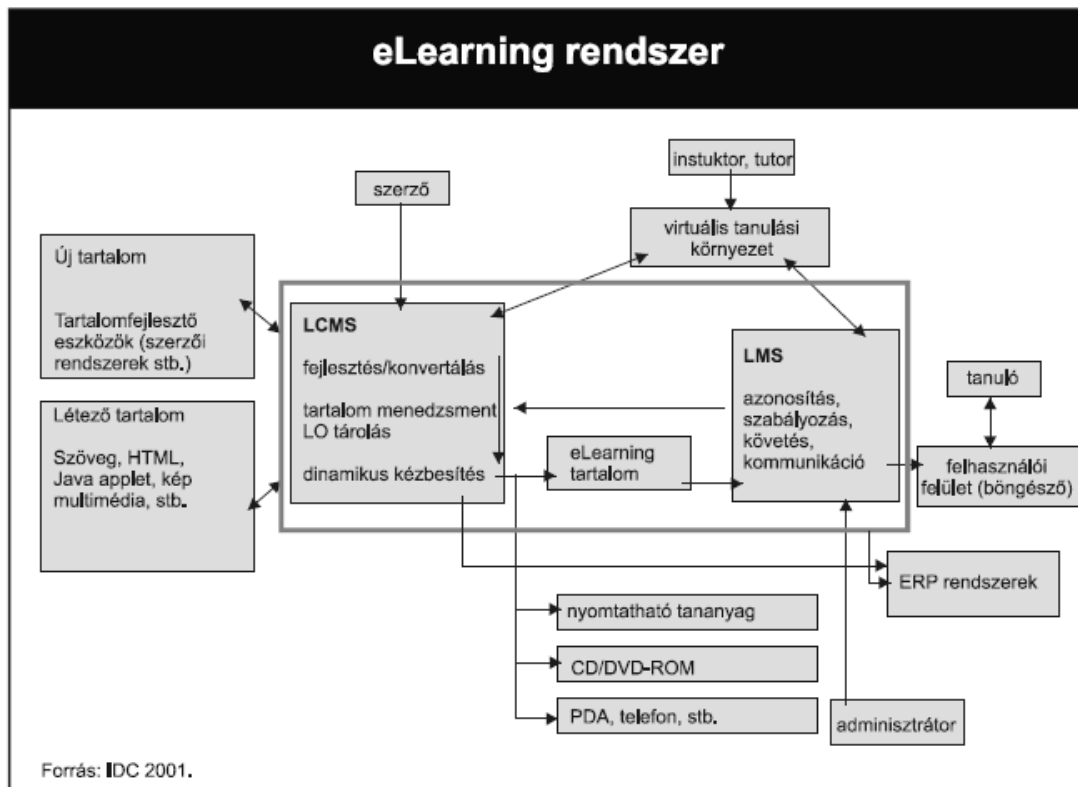 eLearning rendszer
instuktor, tutor
szerző
virtuális tanulási
környezet
Új tartalom
Tartalomfejlesztő
eszközök (szerzői
rendszerek stb.)
LCMS
fejlesztés/konvertálás
tartalom menedzsment
LO tárolás
dinamikus kézbesítés
LMS
azonosítás,
szabályozás,
követés,
kommunikáció
tanuló
Létező tartalom
Szöveg, HTML,
Java applet, kép
multimédia, stb.
eLearning
tartalom
felhasználói
felület (böngésző)
ERP rendszerek
nyomtatható tananyag
CD/DVD-ROM
PDA, telefon, stb.
adminisztrátor
Forrás: IDC 2001.